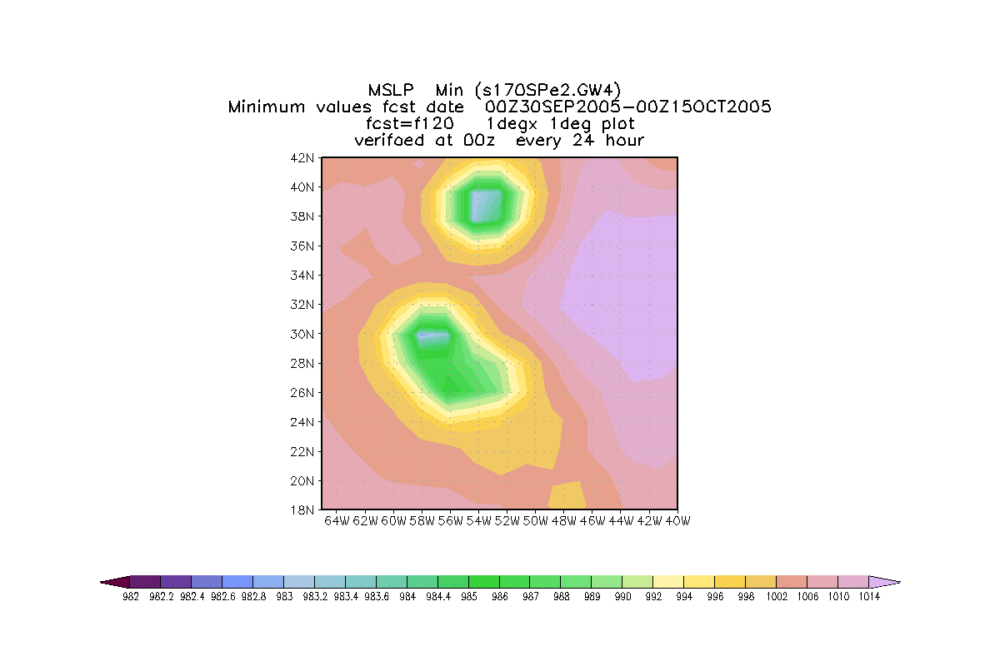 MSLP Min (s170SPe2.GW4)
Minimum values fcst date 00Z30SEP2005-00Z15OCT2005
fcst=f120 1degx 1deg plot
verifaed at 00z every 24 hour
42N
40N
38N
36N
34N
32N
30N
28N
26N
24N
22N
20N
18N
64W 62W 60W 58W 56W 54W 52W 50W 48W 46W 44W 42W 40W
982 982.2 982.4 982.6 982.8 983 983.2 983.4 983.6 984 984.4 985 986 987 988 989 990 992 994 996 998 1002 1006 1010 1014